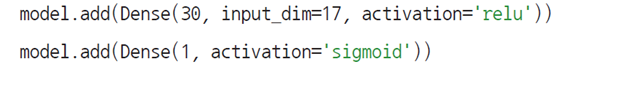 model.add(Dense(30, input_dim=17, activation='relu'))
model.add(Dense(1, activation='sigmoid'))